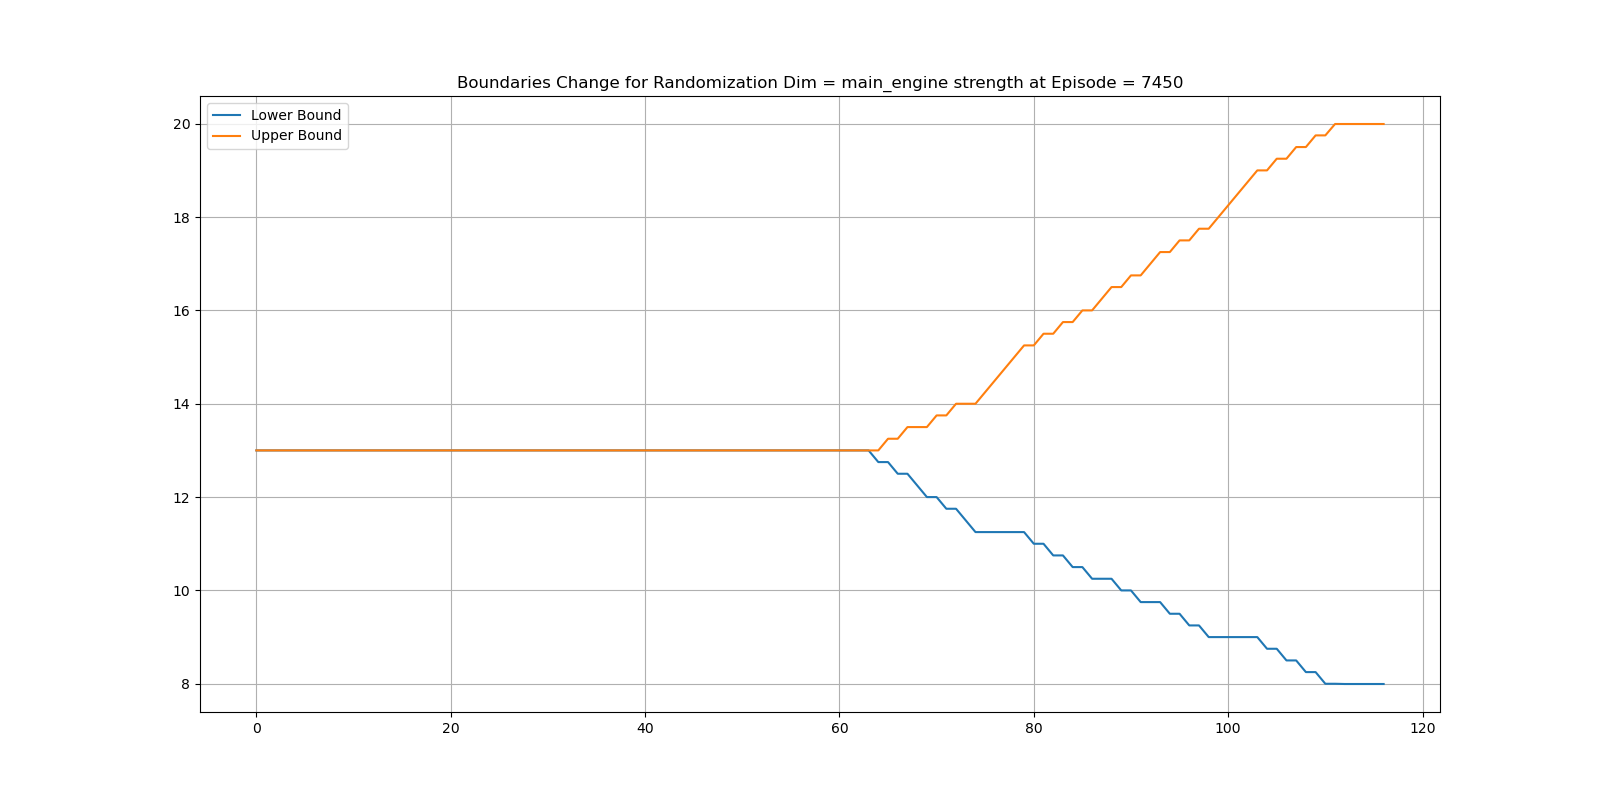 Boundaries Change for Randomization Dim = main_engine strength at Episode = 7450
Lower Bound
Upper Bound
20
18
16
14
12
10
8
0 20 40 60 80 100 120